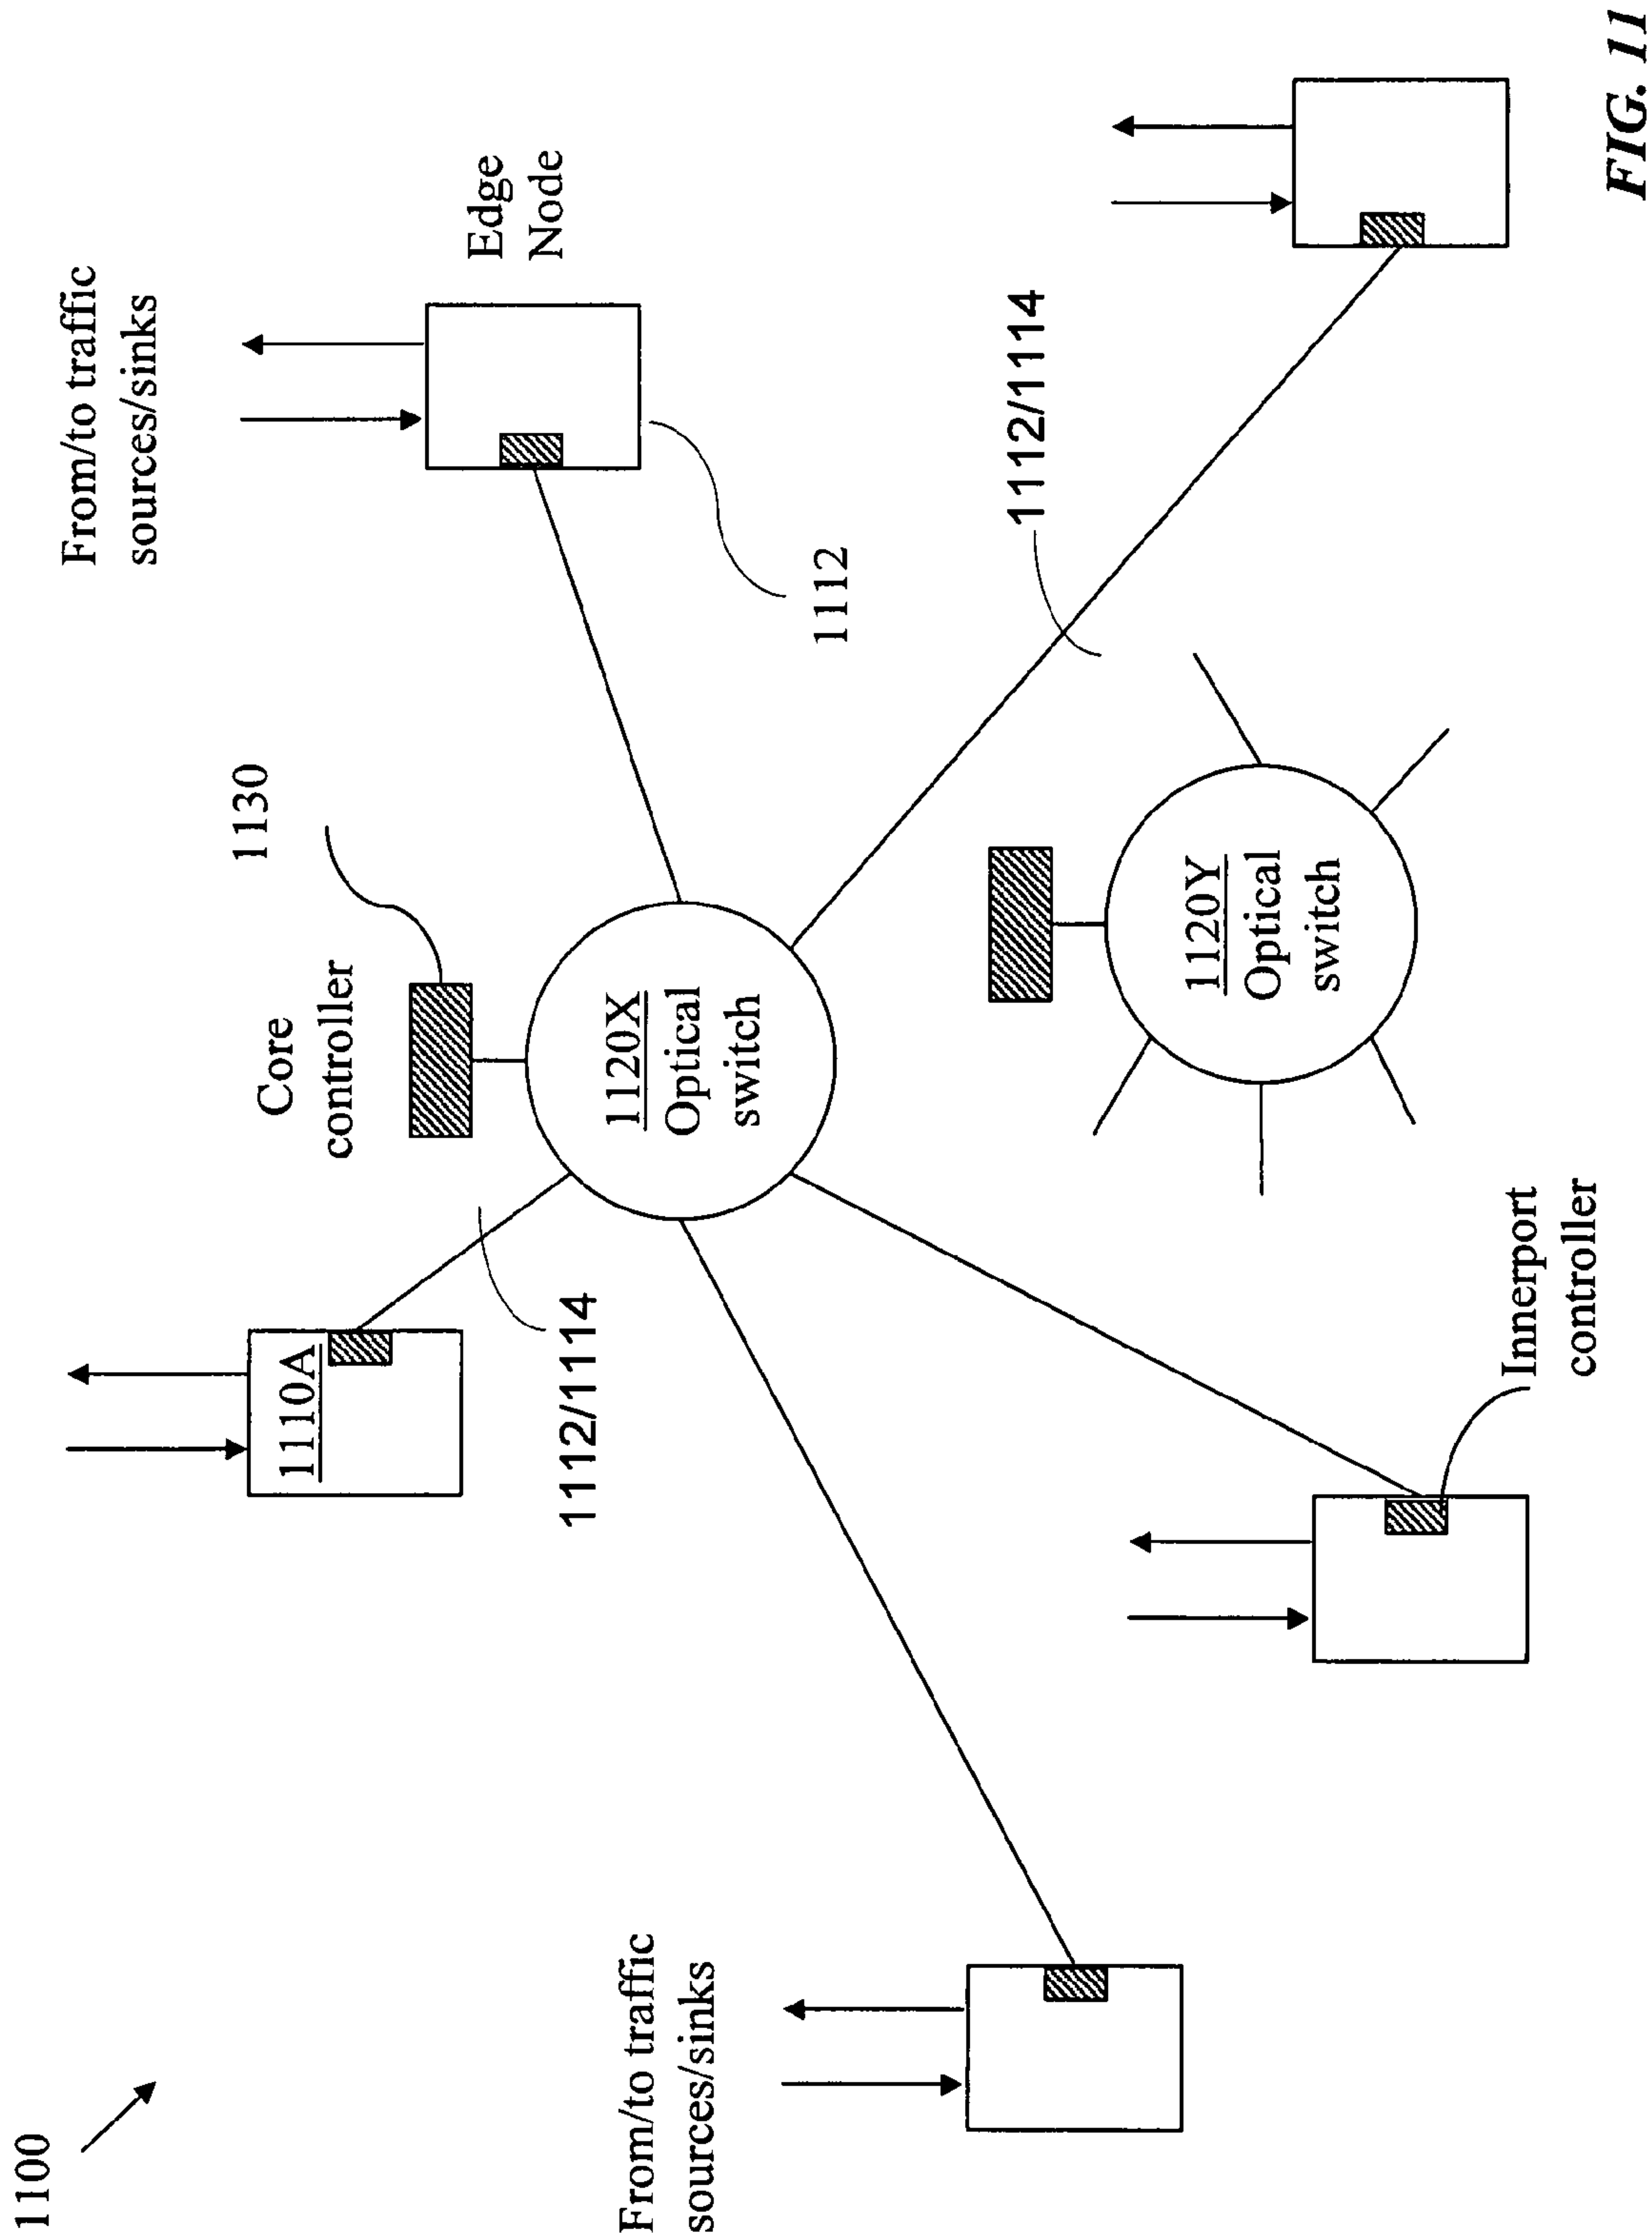 1100
From/to traffic
sources/sinks
1110A
1112/1114
Core
controller
1130
1120X
Optical
switch
From/to traffic
sources/sinks
Edge
Node
1112
1112/1114
1120Y
Optical
switch
Innerport
controller
FIG. 11